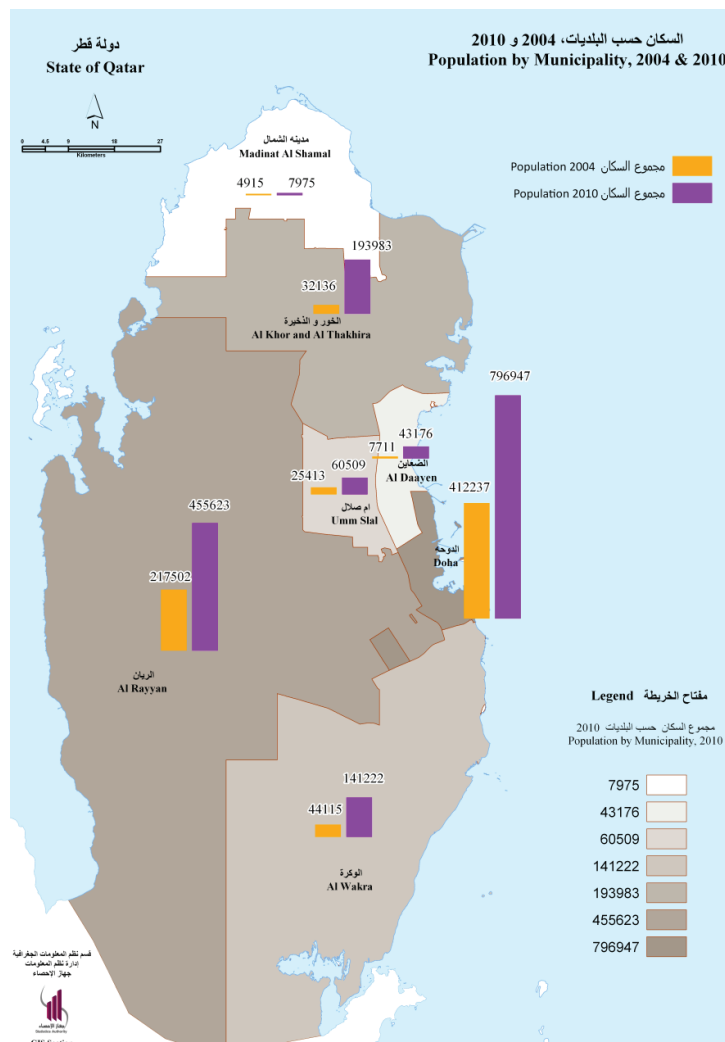 دولة قطر
State of Qatar
السكان حسب البلديات، 2004 و 2010
Population by Municipality, 2004 & 2010
N
0 4.5 9 18 27
Kilometers
مجموع السكان Population 2004
مجموع السكان Population 2010
مدينه الشمال
Madinat Al Shamal
4915 7975
193983
32136
الخور و الذخيرة
Al Khor and Al Thakhira
796947
43176
7711
الضعاين
Al Daayen
60509
25413
ام صلال
Umm Slal
412237
الدوحه
Doha
455623
217502
الريان
Al Rayyan
141222
44115
الوكرة
Al Wakra
Legend مفتاح الخريطة
مجموع السكان حسب البلديات 2010
Population by Municipality, 2010
7975
43176
60509
141222
193983
455623
796947
قسم نظم المعلومات الجغرافية
إدارة نظم المعلومات
جهاز الإحصاء
جهاز الإحصاء
Statistics Authority